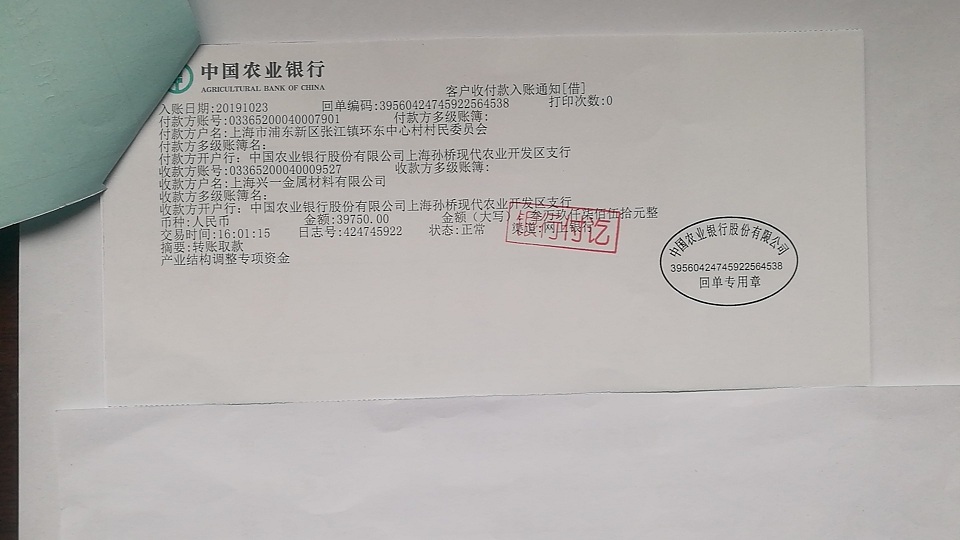 中国农业银行
AGRICULTURAL BANK OF CHINA
客户收付款入账通知[借]
入账日期:20191023 回单编码:39560424745922564538 打印次数:0
付款方账号:03365200040007901 付款方多级账簿:
付款方户名:上海市浦东新区张江镇环东中心村村民委员会
付款方多级账簿名:
付款方开户行: 中国农业银行股份有限公司上海孙桥现代农业开发区支行
收款方账号:03365200040009527 收款方多级账簿:
收款方户名:上海兴一金属材料有限公司
收款方多级账簿名:
收款方开户行: 中国农业银行股份有限公司上海孙桥现代农业开发区支行
币种:人民币 金额:39750.00 金额（大写）:叁万玖仟柒佰伍拾元整
交易时间:16:01:15 日志号:424745922 状态:正常 渠道:网上银行
摘要:转账取款
产业结构调整专项资金
银行付讫
中国农业银行股份有限公司
39560424745922564538
回单专用章